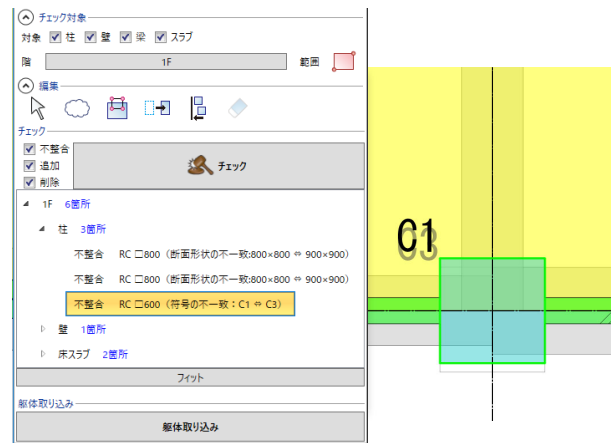 チェック対象
対象 柱 壁 梁 スラブ
階 1F 範囲
編集
チェック
不整合
追加
削除
チェック
1F 6箇所
柱 3箇所
不整合 RC □800（断面形状の不一致:800×800 ⇔ 900×900）
不整合 RC □800（断面形状の不一致:800×800 ⇔ 900×900）
不整合 RC □600（符号の不一致：C1 ⇔ C3）
壁 1箇所
床スラブ 2箇所
フィット
躯体取り込み
躯体取り込み
C1
C3